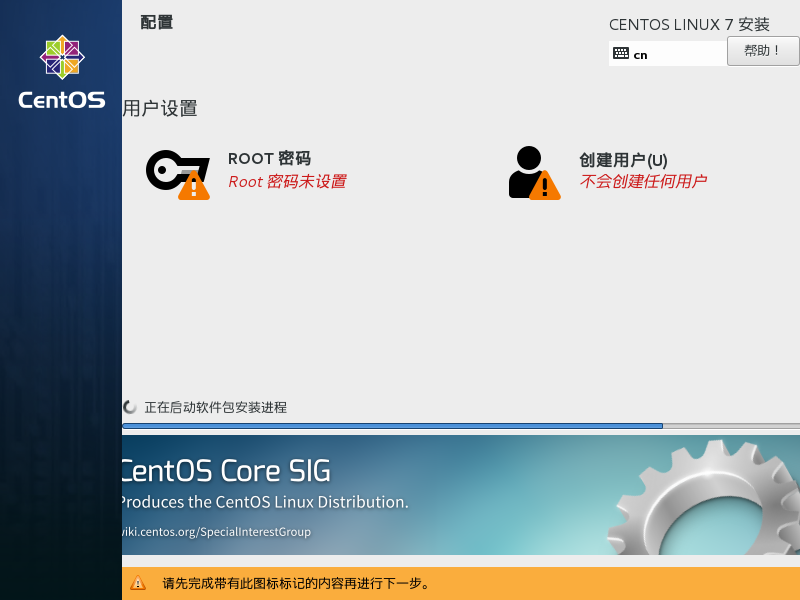 配置
CENTOS LINUX 7 安装
cn
帮助！
CentOS
用户设置
ROOT 密码
Root 密码未设置
创建用户(U)
不会创建任何用户
正在启动软件包安装进程
CentOS Core SIG
Produces the CentOS Linux Distribution.
wiki.centos.org/SpecialInterestGroup
请先完成带有此图标标记的内容再进行下一步。